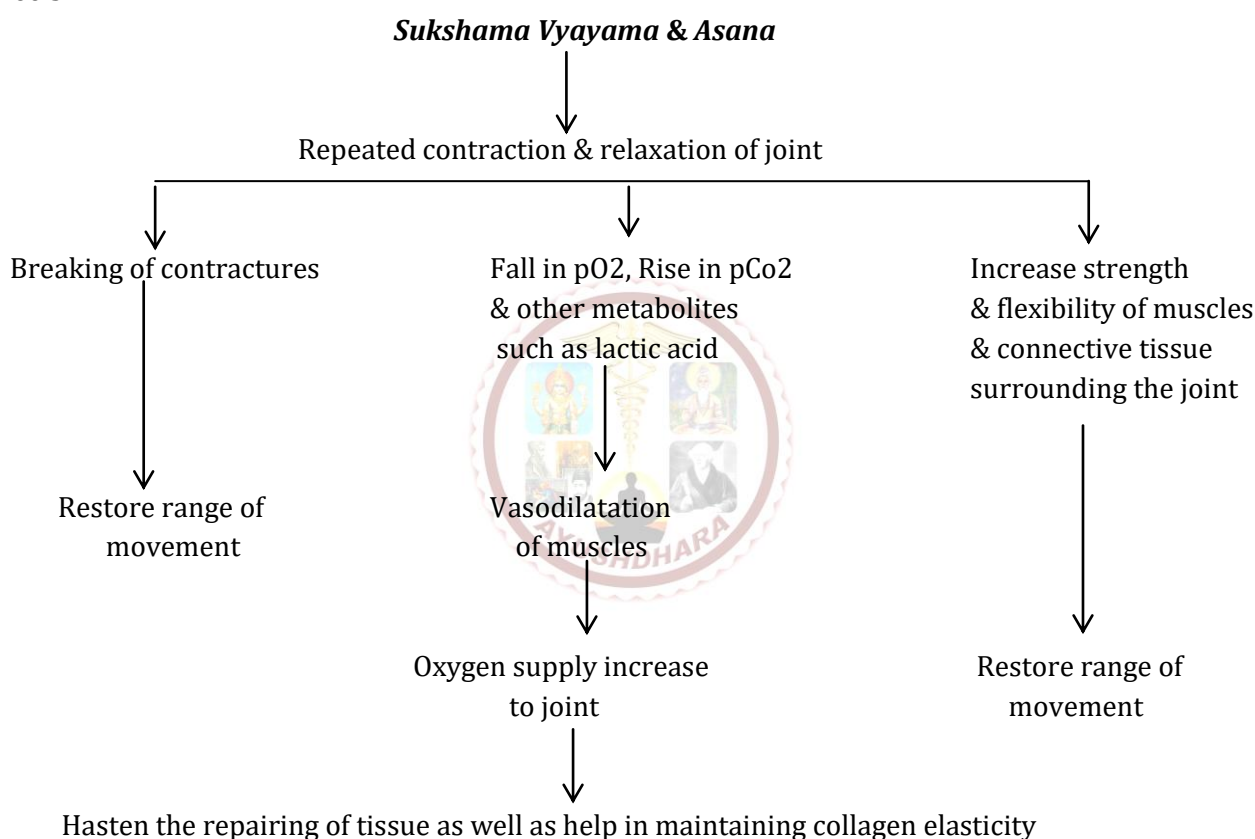 Sukshama Vyayama & Asana
Repeated contraction & relaxation of joint
Breaking of contractures
Fall in pO2, Rise in pCo2
& other metabolites
such as lactic acid
Increase strength
& flexibility of muscles
& connective tissue
surrounding the joint
Restore range of
movement
Vasodilatation
of muscles
AYUSHDHARA
Oxygen supply increase
to joint
Restore range of
movement
Hasten the repairing of tissue as well as help in maintaining collagen elasticity